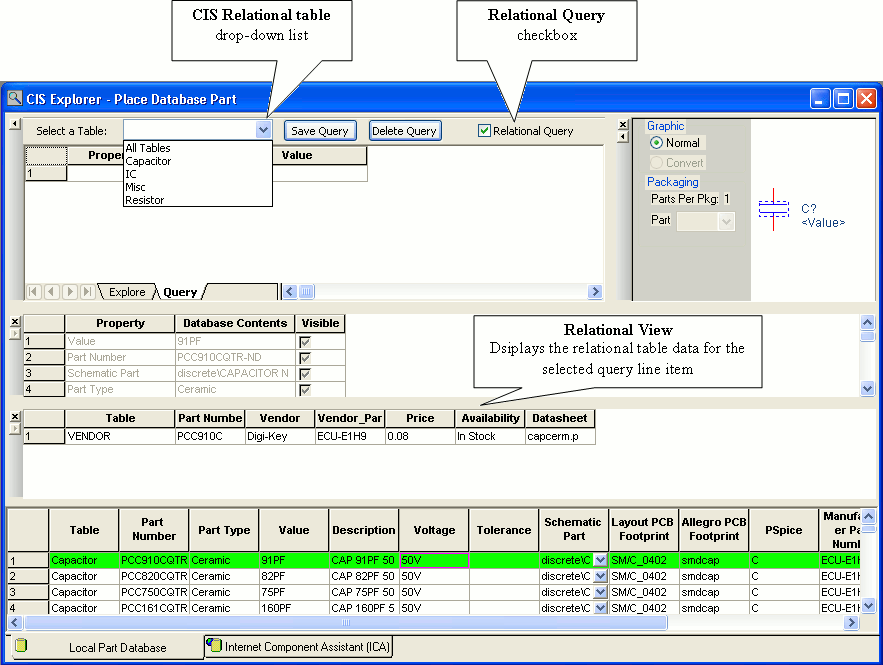 CIS Relational table
drop-down list
Relational Query
checkbox
CIS Explorer - Place Database Part
Select a Table:
Save Query
Delete Query
Relational Query
Proper
Value
1
All Tables
Capacitor
IC
Misc
Resistor
Graphic
Normal
Convert
Packaging
Parts Per Pkg: 1
Part
C?
<Value>
Explore
Query
Property Database Contents Visible
1 Value 91PF
2 Part Number PCC910CQTR-ND
3 Schematic Part discrete\CAPACITOR N
4 Part Type Ceramic
Relational View
Dsiplays the relational table data for the
selected query line item
Table Part Numbe Vendor Vendor_Par Price Availability Datasheet
1 VENDOR PCC910C Digi-Key ECU-E1H9 0.08 In Stock capcerm.p
Table Part Number Part Type Value Description Voltage Tolerance Schematic Part Layout PCB Footprint Allegro PCB Footprint PSpice Manufa er Pa Numb
1 Capacitor PCC910CQTR Ceramic 91PF CAP 91PF 50 50V discrete\C SM/C_0402 smdcap C ECU-E1H
2 Capacitor PCC820CQTR Ceramic 82PF CAP 82PF 50 50V discrete\C SM/C_0402 smdcap C ECU-E1H
3 Capacitor PCC750CQTR Ceramic 75PF CAP 75PF 50 50V discrete\C SM/C_0402 smdcap C ECU-E1H
4 Capacitor PCC161CQTR Ceramic 160PF CAP 160PF 5 50V discrete\C SM/C_0402 smdcap C ECU-E1H
Local Part Database
Internet Component Assistant (ICA)